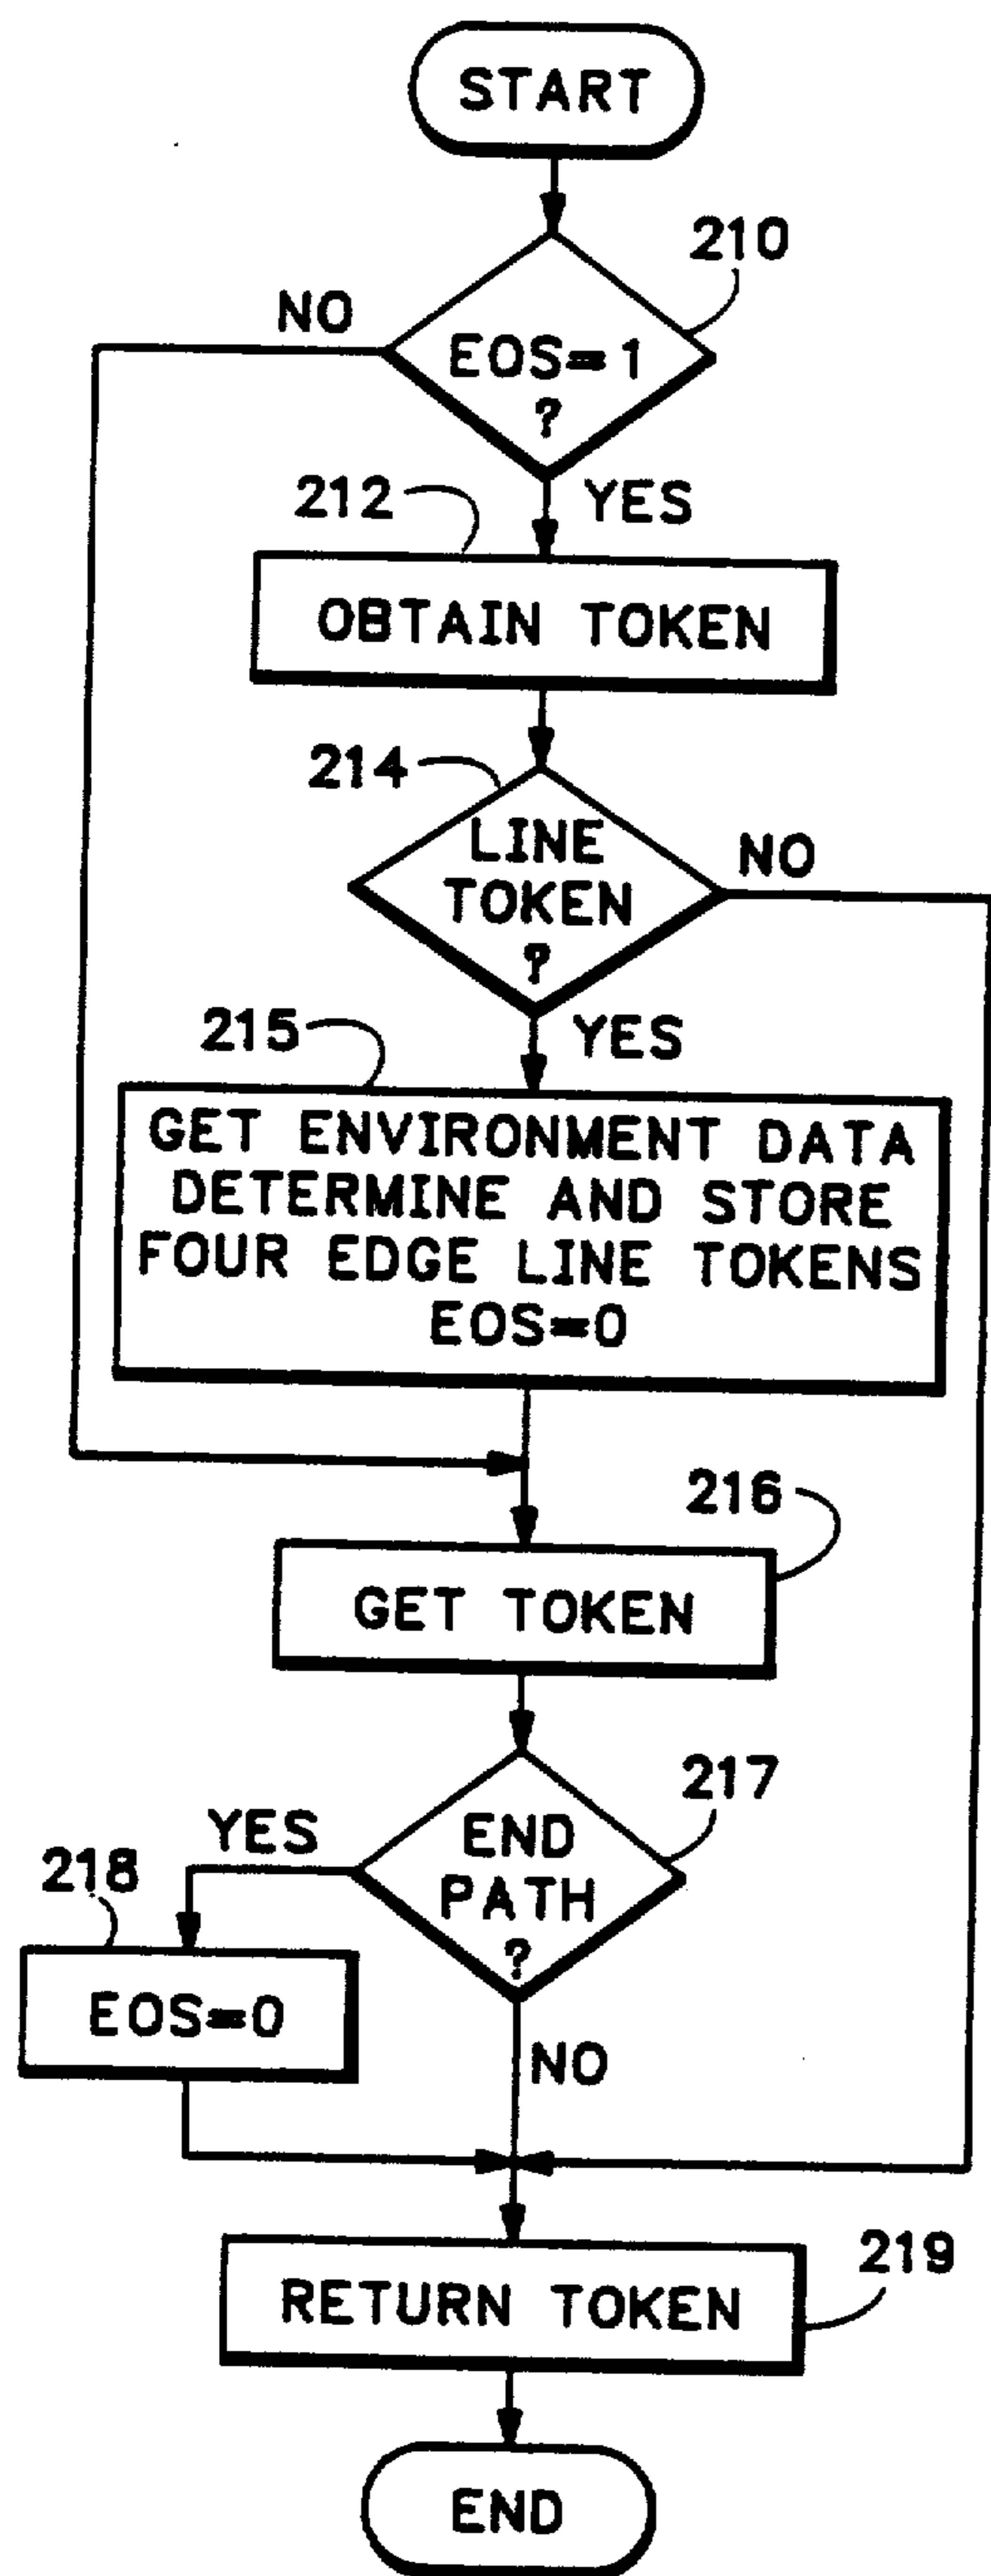 START
210
NO
EOS=1
?
212
YES
OBTAIN TOKEN
214
LINE
TOKEN
?
NO
215
YES
GET ENVIRONMENT DATA
DETERMINE AND STORE
FOUR EDGE LINE TOKENS
EOS=0
216
GET TOKEN
217
YES
END
PATH
?
218
EOS=0
NO
219
RETURN TOKEN
END